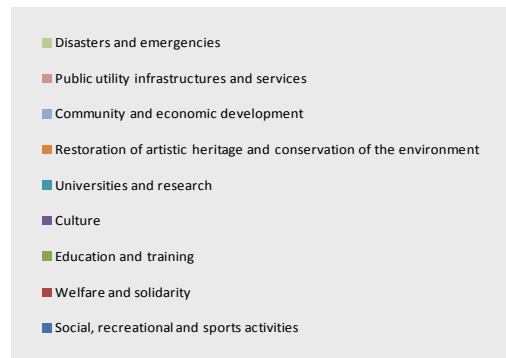 Disasters and emergencies
Public utility infrastructures and services
Community and economic development
Restoration of artistic heritage and conservation of the environment
Universities and research
Culture
Education and training
Welfare and solidarity
Social, recreational and sports activities